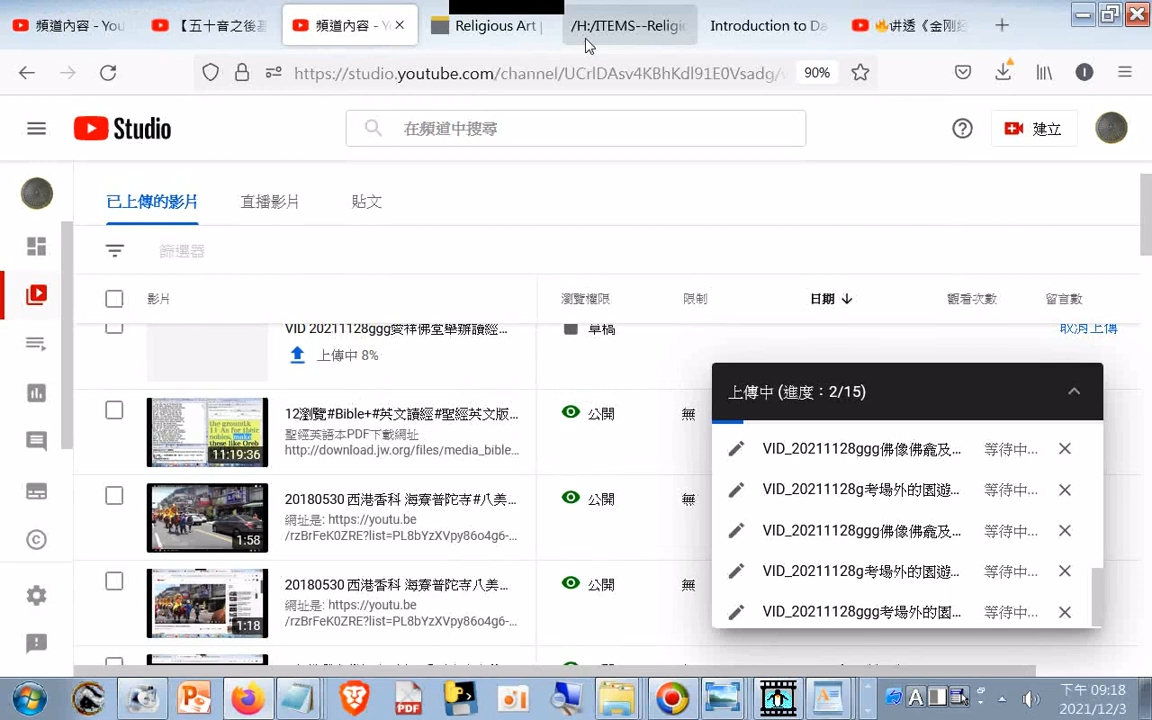 頻道內容 - You
【五十音之後基
頻道內容 - Yo
Religious Art |
/H:/ITEMS--Religio
Introduction to Da
🔥讲透《金刚经
https://studio.youtube.com/channel/UCrlDAsv4KBhKdl91E0Vsadg/v
90%
Studio
在頻道中搜尋
建立
已上傳的影片
直播影片
貼文
篩選器
影片
瀏覽權限
限制
日期
觀看次數
留言數
VID 20211128ggg愛祥佛堂舉辦讀經...
草稿
取消上傳
上傳中 8%
12瀏覽#Bible+#英文讀經#聖經英文版...
公開
無
聖經英語本PDF下載網址
http://download.jw.org/files/media_bible...
11:19:36
20180530 西港香科 海寮普陀寺#八美...
公開
無
網址是: https://youtu.be
/rzBrFeK0ZRE?list=PL8bYzXVpy86o4g6-...
1:58
20180530 西港香科 海寮普陀寺八美...
公開
無
網址是: https://youtu.be
/rzBrFeK0ZRE?list=PL8bYzXVpy86o4g6-...
1:18
上傳中 (進度：2/15)
VID_20211128ggg佛像佛龕及...
等待中...
VID_20211128g考場外的園遊...
等待中...
VID_20211128ggg佛像佛龕及...
等待中...
VID_20211128g考場外的園遊...
等待中...
VID_20211128ggg考場外的園...
等待中...
PDF
下午 09:18
2021/12/3